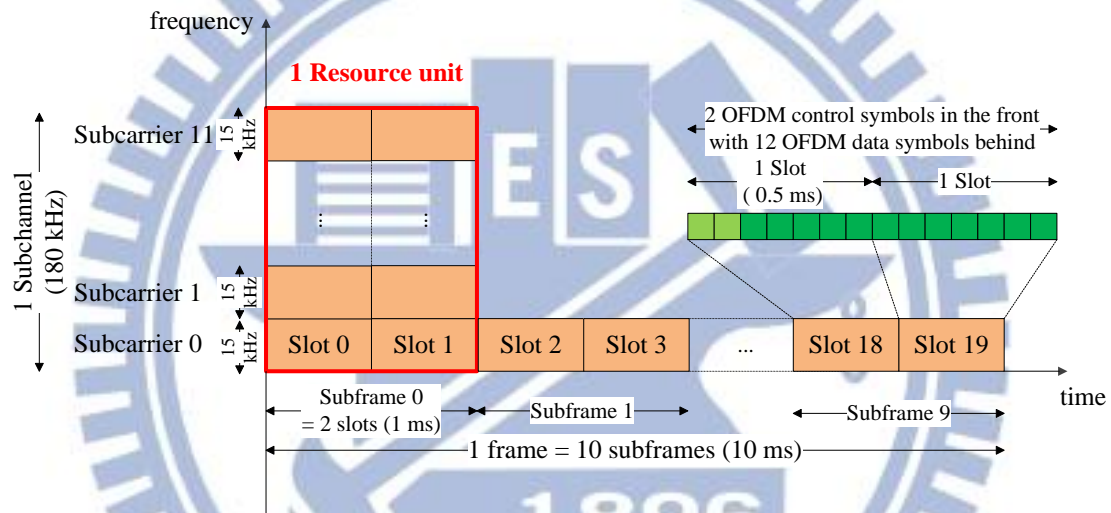 frequency
1 Resource unit
Subcarrier 11
15
kHz
2 OFDM control symbols in the front
with 12 OFDM data symbols behind
1 Slot
( 0.5 ms)
1 Slot
1 Subchannel
(180 kHz)
...
...
ES
Subcarrier 1
15
kHz
Subcarrier 0
15
kHz
Slot 0
Slot 1
Slot 2
Slot 3
...
Slot 18
Slot 19
time
Subframe 0
= 2 slots (1 ms)
Subframe 1
Subframe 9
1 frame = 10 subframes (10 ms)
1896